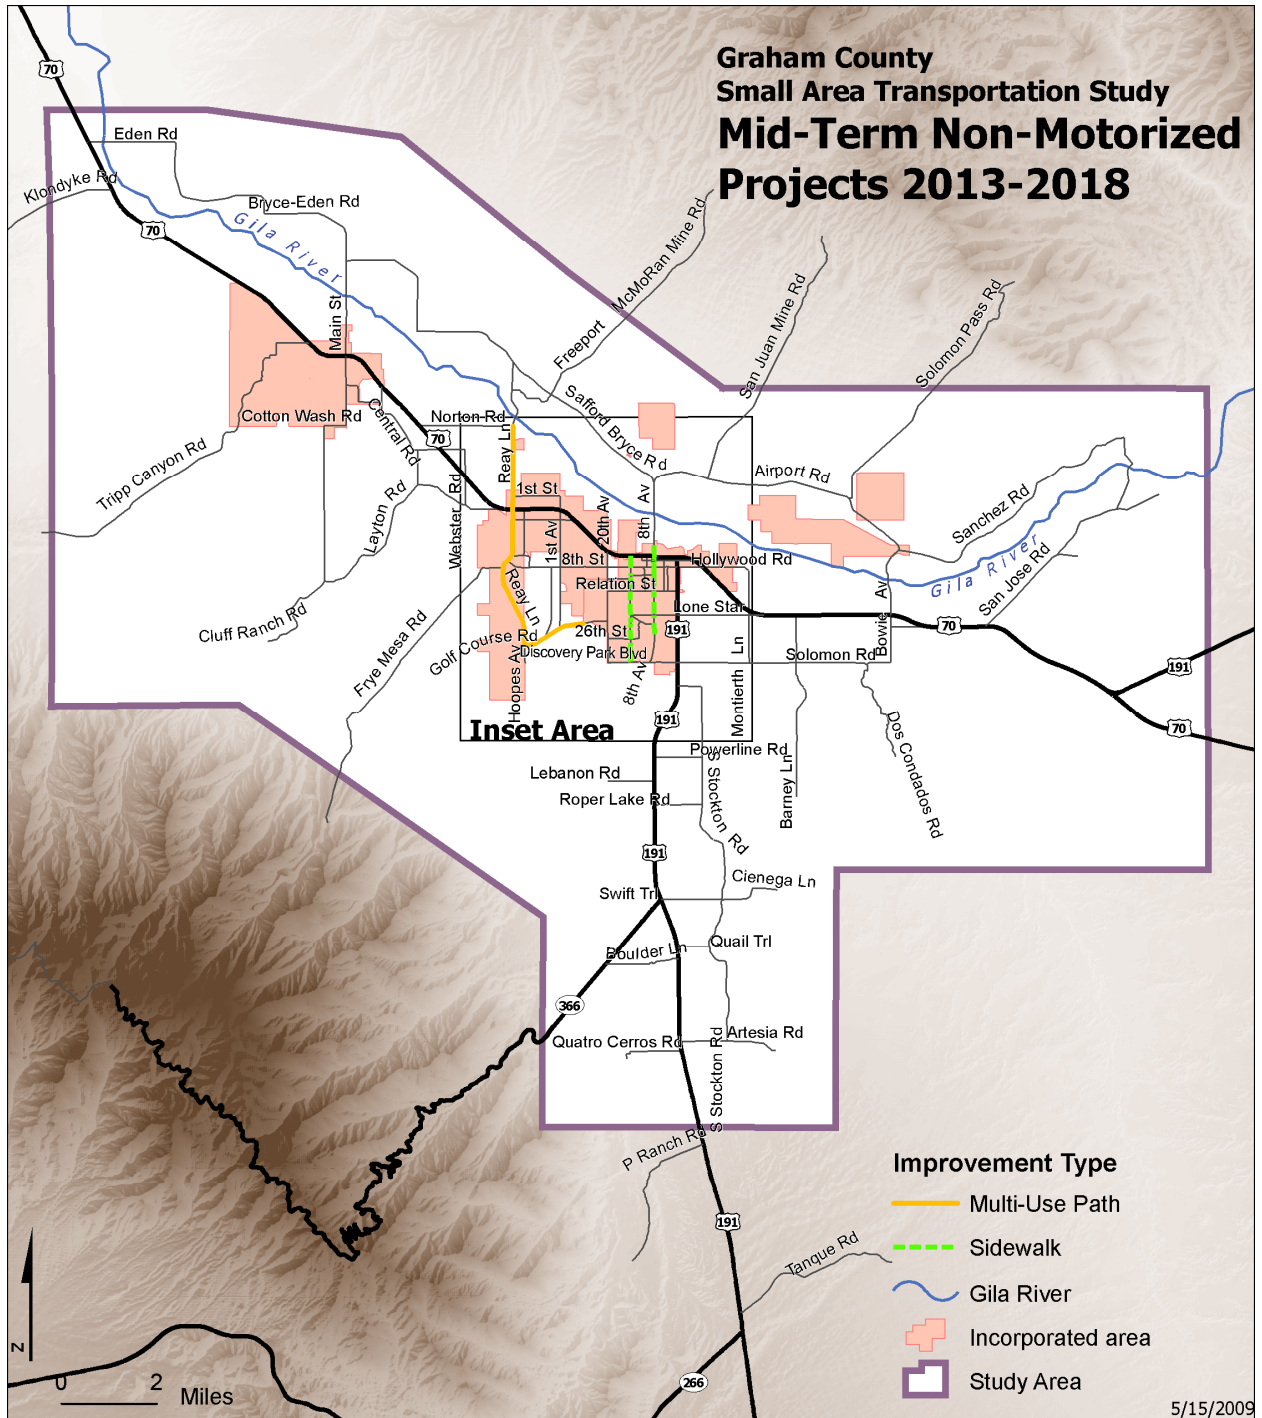 Graham County
Small Area Transportation Study
Mid-Term Non-Motorized
Projects 2013-2018
70
Eden Rd
Klondyke Rd
Bryce-Eden Rd
70
Gila River
McMoRan Mine Rd
Freeport
San Juan Mine Rd
Solomon Pass Rd
Main St
Safford Bryce Rd
Cotton Wash Rd
Central Rd
Norton Rd
70
Reay Ln
Tripp Canyon Rd
Layton Rd
Webster Rd
1st St
1st Av
20th Av
8th Av
Airport Rd
Sanchez Rd
Gila River
San Jose Rd
8th St
Hollywood Rd
Relation St
Reay Ln
Lone Star
Bowie Av
Cluff Ranch Rd
Frye Mesa Rd
Golf Course Rd
26th St
191
70
Discovery Park Blvd
Solomon Rd
191
Hoopes Av
8th Av
Montierth Ln
191
70
Inset Area
Powerline Rd
Lebanon Rd
Roper Lake Rd
S Stockton Rd
Barney Ln
Dos Condados Rd
191
Swift Trl
Cienega Ln
Boulder Ln
Quail Trl
366
Quatro Cerros Rd
Artesia Rd
S Stockton Rd
P Ranch Rd
191
Tanque Rd
266
Improvement Type
Multi-Use Path
Sidewalk
Gila River
Incorporated area
Study Area
N
0 2
Miles
5/15/2009